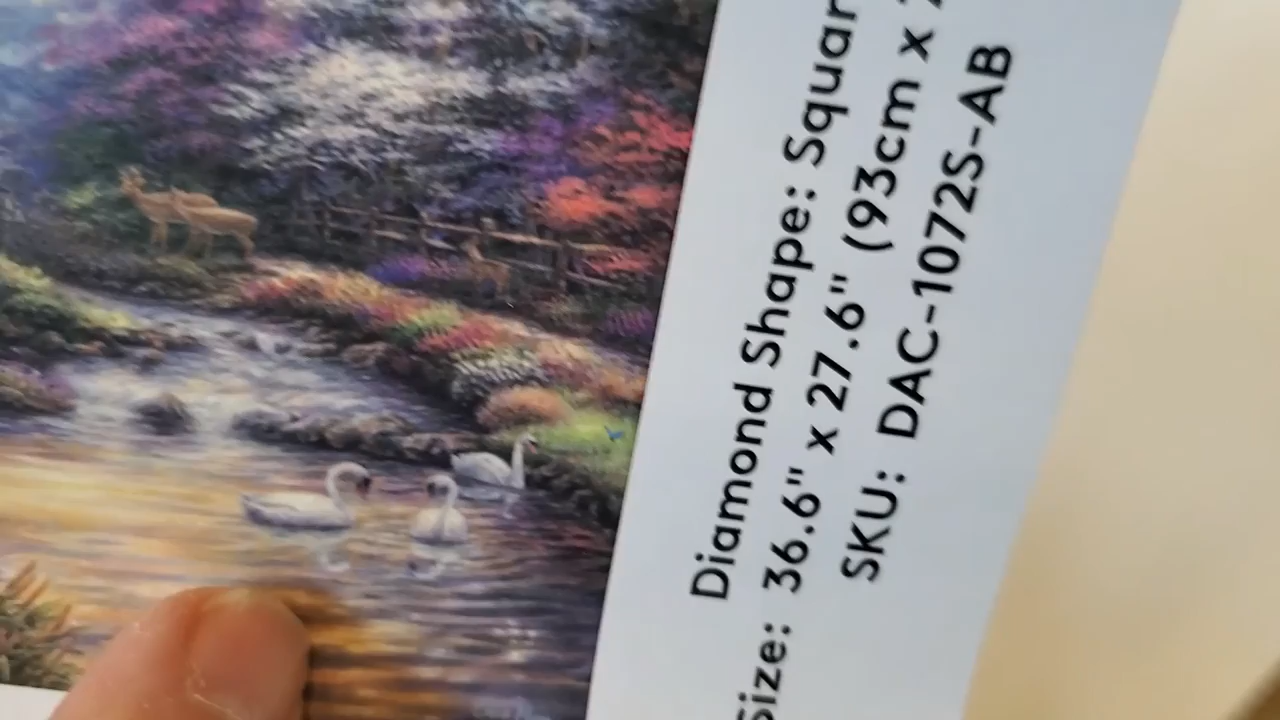 Diamond Shape: Squar
Size: 36.6" x 27.6" (93cm x
SKU: DAC-1072S-AB